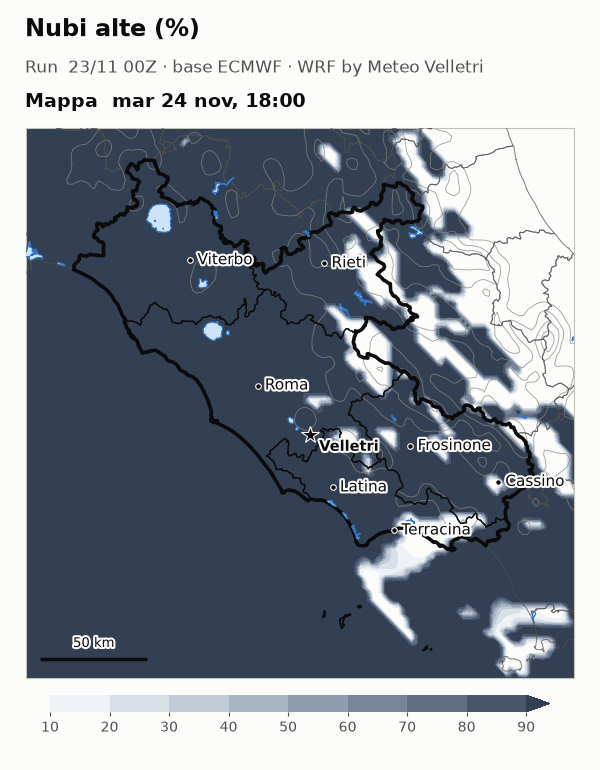 Nubi alte (%)
Run  23/11 00Z · base ECMWF · WRF by Meteo Velletri
Mappa  mar 24 nov, 18:00
Viterbo
Rieti
Roma
Velletri
Frosinone
Cassino
Latina
Terracina
50 km
10 20 30 40 50 60 70 80 90